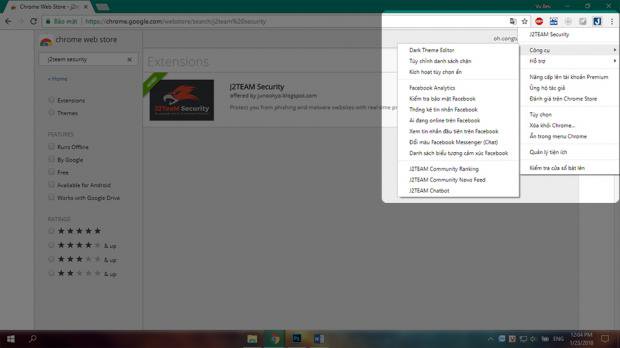 Chrome Web Store - j2tea
Vu Bmv
Bảo mật
https://chrome.google.com/webstore/search/j2team%20security
chrome web store
j2team security
« Home
Extensions
Themes
FEATURES
Runs Offline
By Google
Free
Available for Android
Works with Google Drive
RATINGS
& up
& up
& up
Extensions
J2TEAM Security
J2TEAM Security
offered by junookyo.blogspot.com
Protect you from phishing and malware websites with real-time pr
Dark Theme Editor
Tùy chỉnh danh sách chặn
Kích hoạt tùy chọn ẩn
Facebook Analytics
Kiểm tra bảo mật Facebook
Thống kê tin nhắn Facebook
Ai đang online trên Facebook
Xem tin nhắn đầu tiên trên Facebook
Đổi màu Facebook Messenger (Chat)
Danh sách biểu tượng cảm xúc Facebook
J2TEAM Community Ranking
J2TEAM Community News Feed
J2TEAM Chatbot
J2TEAM Security
Công cụ
Hỗ trợ
Nâng cấp lên tài khoản Premium
Ủng hộ tác giả
Đánh giá trên Chrome Store
Tùy chọn
Xóa khỏi Chrome...
Ẩn trong menu Chrome
Quản lý tiện ích
Kiểm tra cửa sổ bật lên
ENG
12:04 PM
1/23/2018